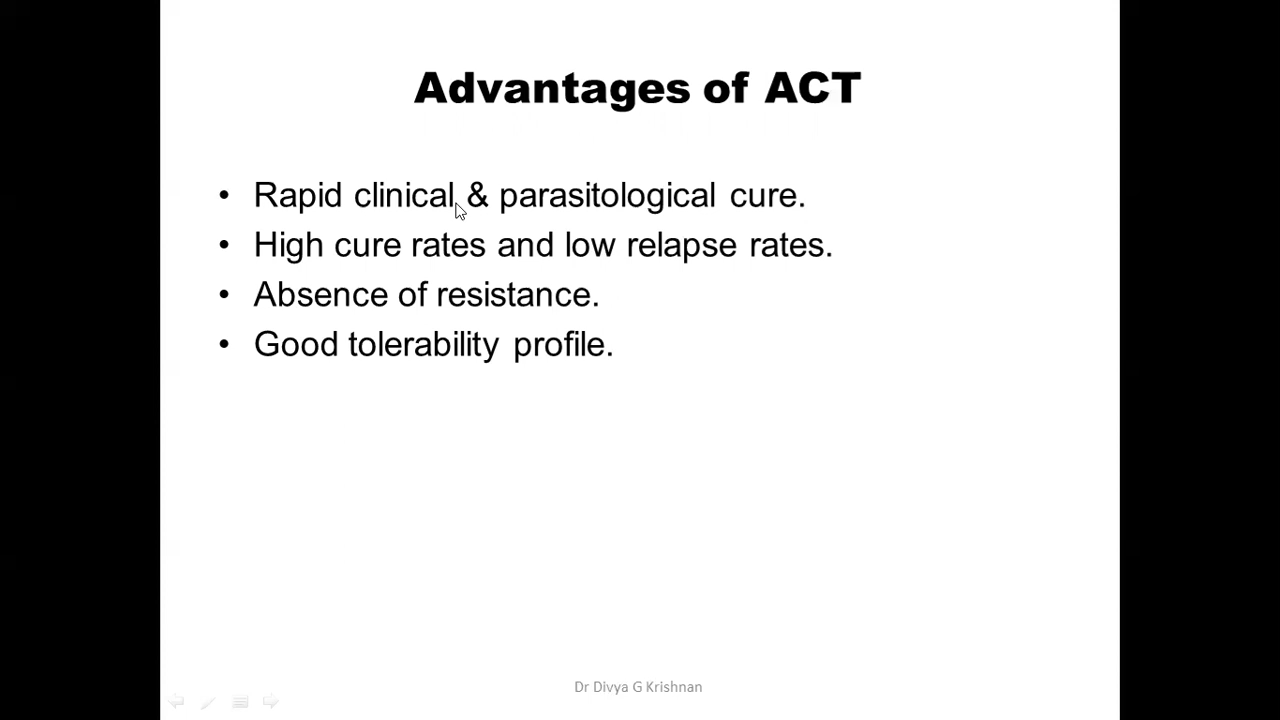 Advantages of ACT
• Rapid clinical & parasitological cure.
• High cure rates and low relapse rates.
• Absence of resistance.
• Good tolerability profile.
Dr Divya G Krishnan